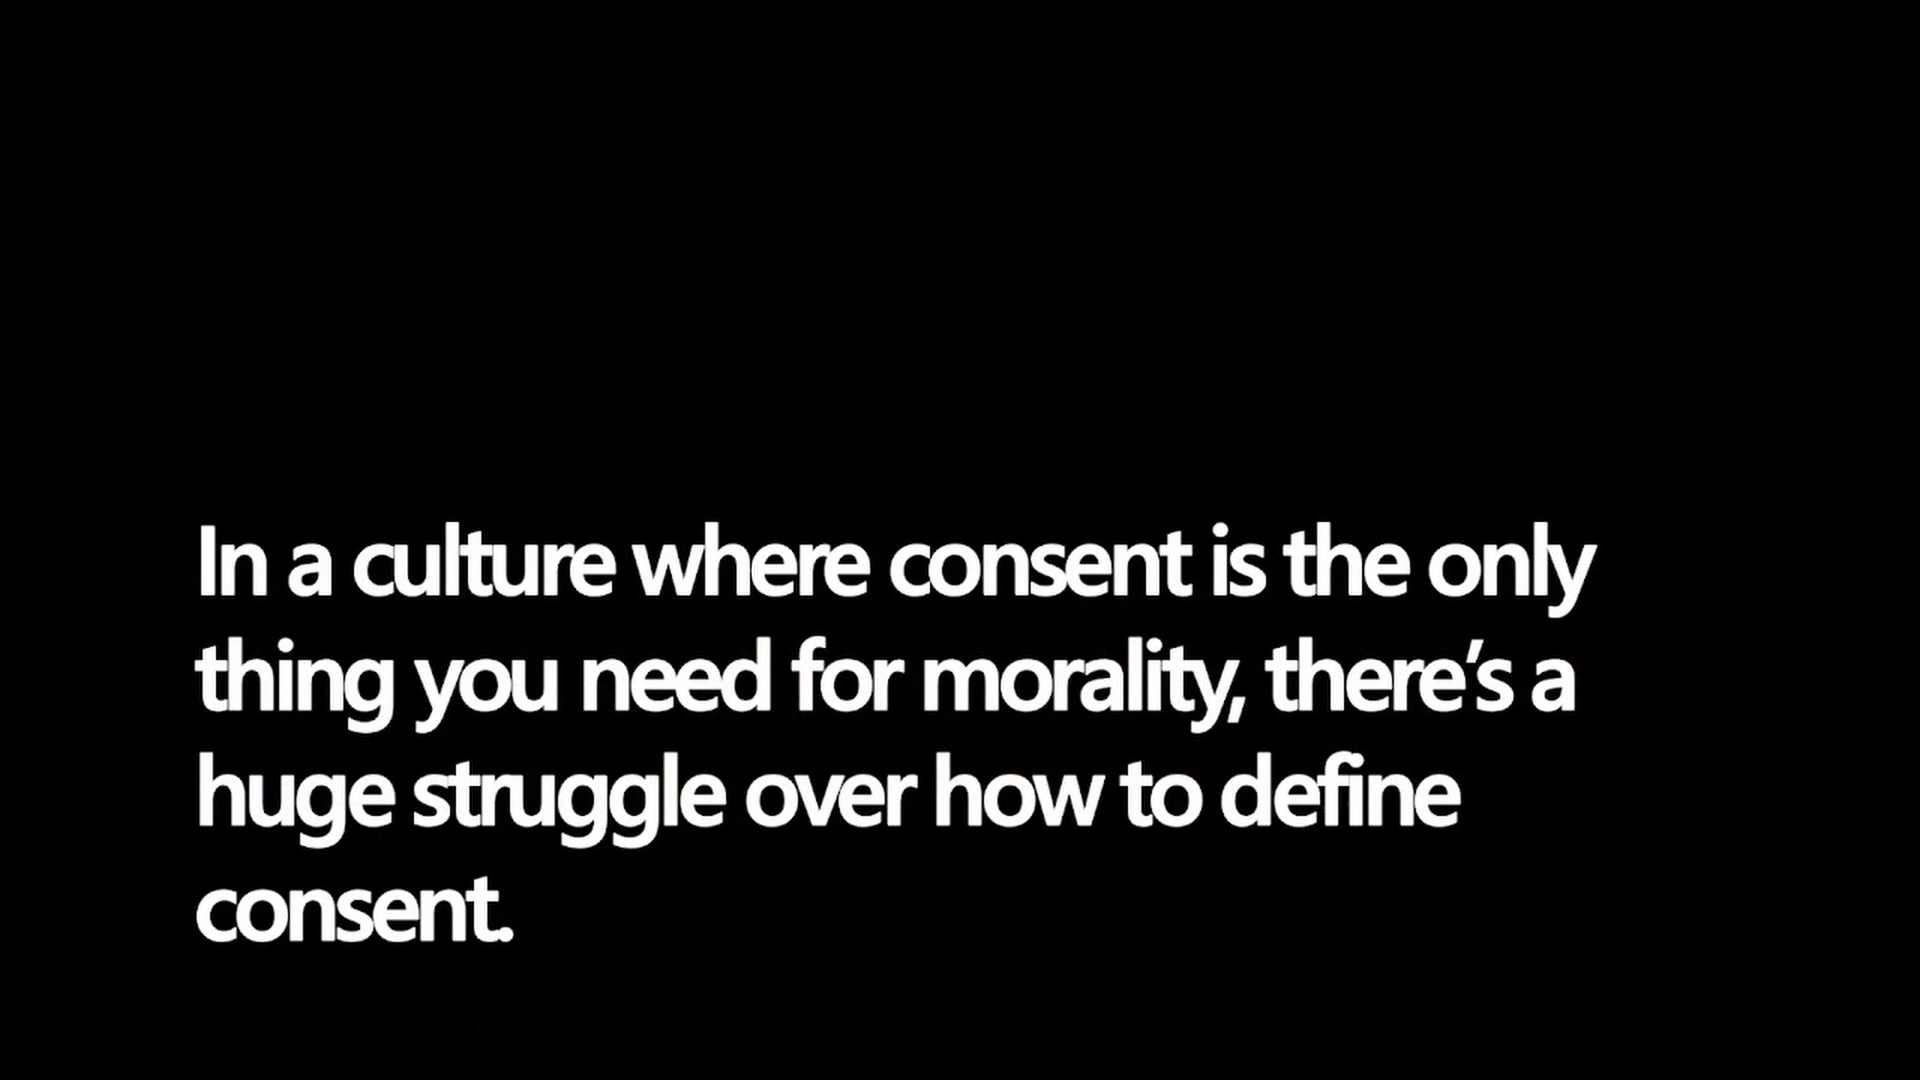 In a culture where consent is the only
thing you need for morality, there’s a
huge struggle over how to define
consent.